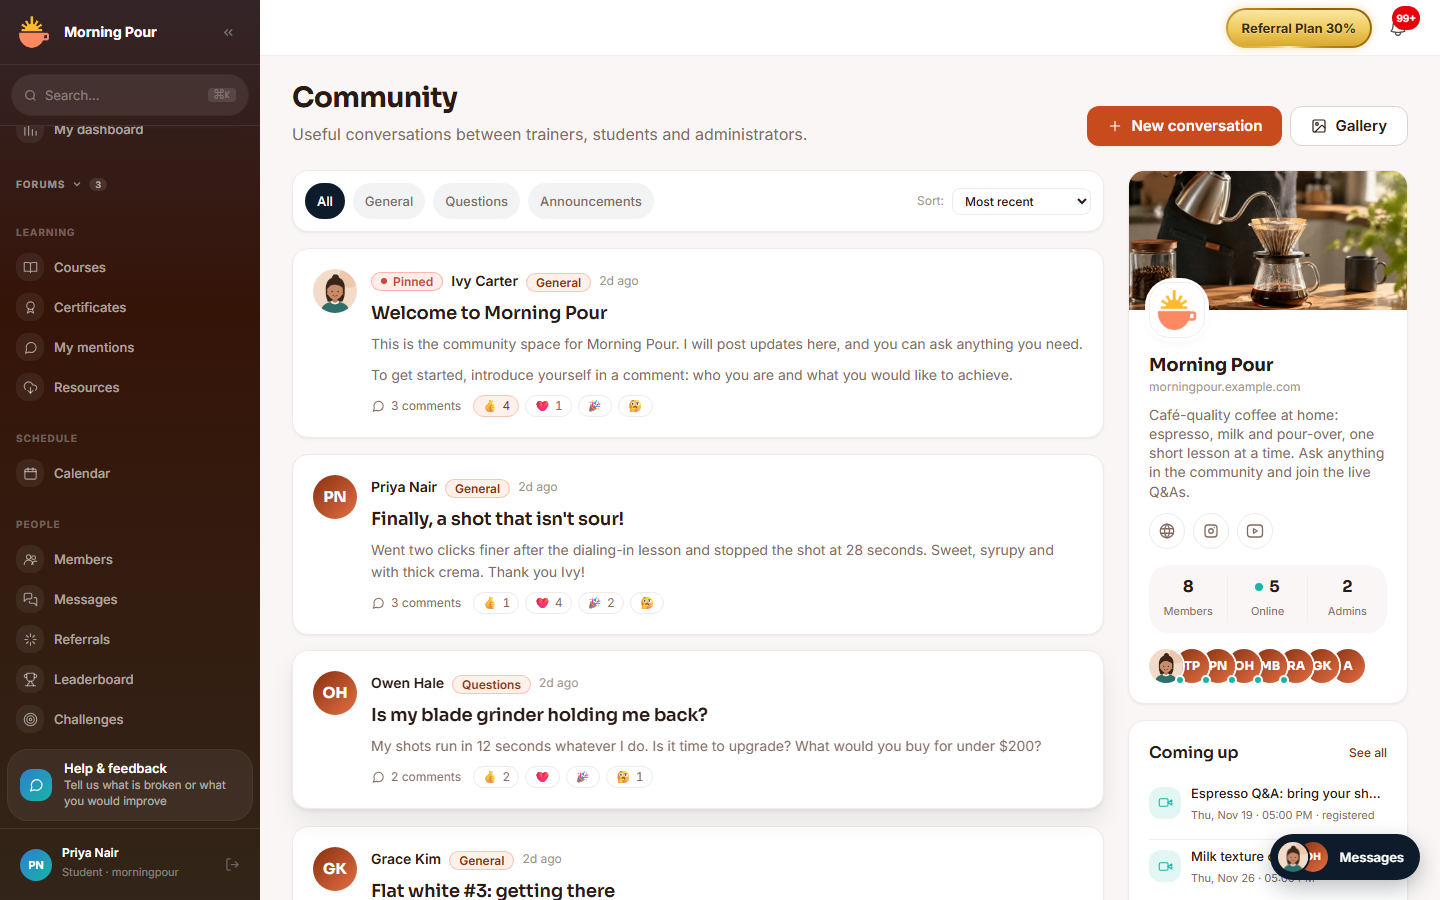 Morning Pour
Search...
⌘K
My dashboard
FORUMS 3
LEARNING
Courses
Certificates
My mentions
Resources
SCHEDULE
Calendar
PEOPLE
Members
Messages
Referrals
Leaderboard
Challenges
Help & feedback
Tell us what is broken or what
you would improve
PN
Priya Nair
Student · morningpour
Referral Plan 30%
99+
Community
Useful conversations between trainers, students and administrators.
New conversation
Gallery
All
General
Questions
Announcements
Sort:
Most recent
Pinned Ivy Carter General 2d ago
Welcome to Morning Pour
This is the community space for Morning Pour. I will post updates here, and you can ask anything you need.
To get started, introduce yourself in a comment: who you are and what you would like to achieve.
3 comments 👍 4 ❤️ 1 🎉 🤔
PN
Priya Nair General 2d ago
Finally, a shot that isn't sour!
Went two clicks finer after the dialing-in lesson and stopped the shot at 28 seconds. Sweet, syrupy and
with thick crema. Thank you Ivy!
3 comments 👍 1 ❤️ 4 🎉 2 🤔
OH
Owen Hale Questions 2d ago
Is my blade grinder holding me back?
My shots run in 12 seconds whatever I do. Is it time to upgrade? What would you buy for under $200?
2 comments 👍 2 ❤️ 🎉 🤔 1
GK
Grace Kim General 2d ago
Flat white #3: getting there
Morning Pour
morningpour.example.com
Café-quality coffee at home:
espresso, milk and pour-over, one
short lesson at a time. Ask anything
in the community and join the live
Q&As.
8 5 2
Members Online Admins
TP PN OH MB RA GK A
Coming up
See all
Espresso Q&A: bring your sh...
Thu, Nov 19 · 05:00 PM · registered
Milk texture
Thu, Nov 26 ·
OH
Messages